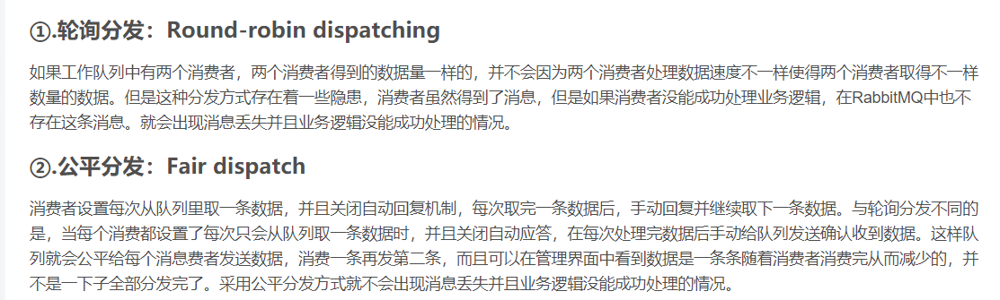 ①.轮询分发：Round-robin dispatching
如果工作队列中有两个消费者，两个消费者得到的数据量一样的，并不会因为两个消费者处理数据速度不一样使得两个消费者取得不一样
数量的数据。但是这种分发方式存在着一些隐患，消费者虽然得到了消息，但是如果消费者没能成功处理业务逻辑，在RabbitMQ中也不
存在这条消息。就会出现消息丢失并且业务逻辑没能成功处理的情况。
②.公平分发：Fair dispatch
消费者设置每次从队列里取一条数据，并且关闭自动回复机制，每次取完一条数据后，手动回复并继续取下一条数据。与轮询分发不同的
是，当每个消费都设置了每次只会从队列取一条数据时，并且关闭自动应答，在每次处理完数据后手动给队列发送确认收到数据。这样队
列就会公平给每个消息费者发送数据，消费一条再发第二条，而且可以在管理界面中看到数据是一条条随着消费者消费完从而减少的，并
不是一下子全部分发完了。采用公平分发方式就不会出现消息丢失并且业务逻辑没能成功处理的情况。